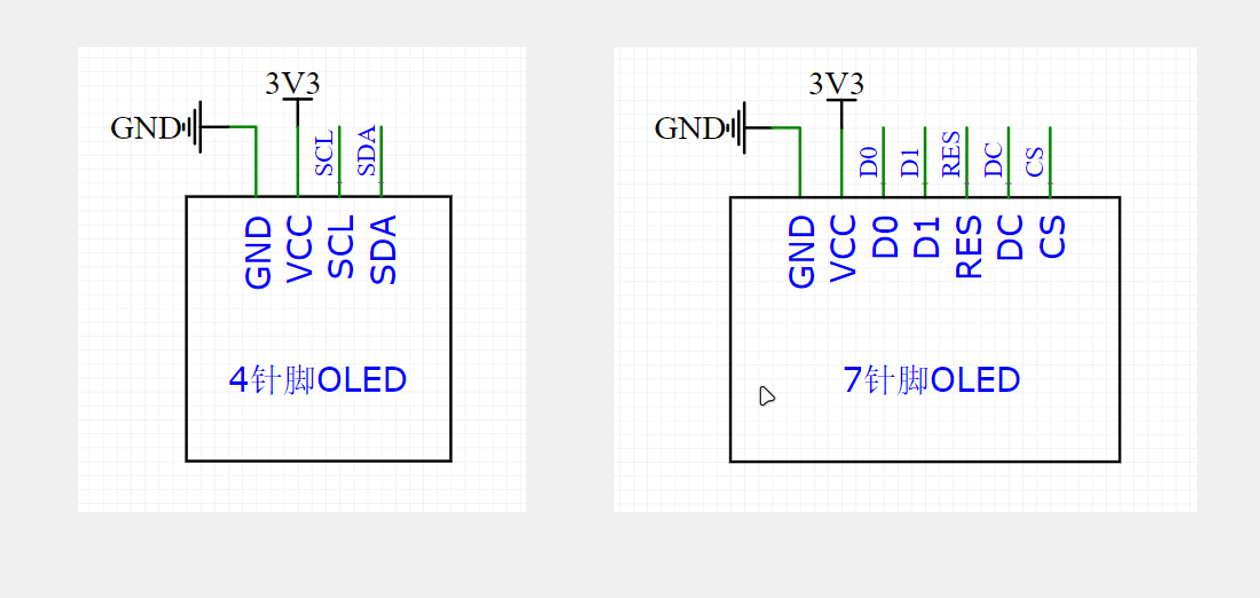 3V3
GND
SCL
SDA
GND
VCC
SCL
SDA
4针脚OLED
3V3
GND
D0
D1
RES
DC
CS
GND
VCC
D0
D1
RES
DC
CS
7针脚OLED